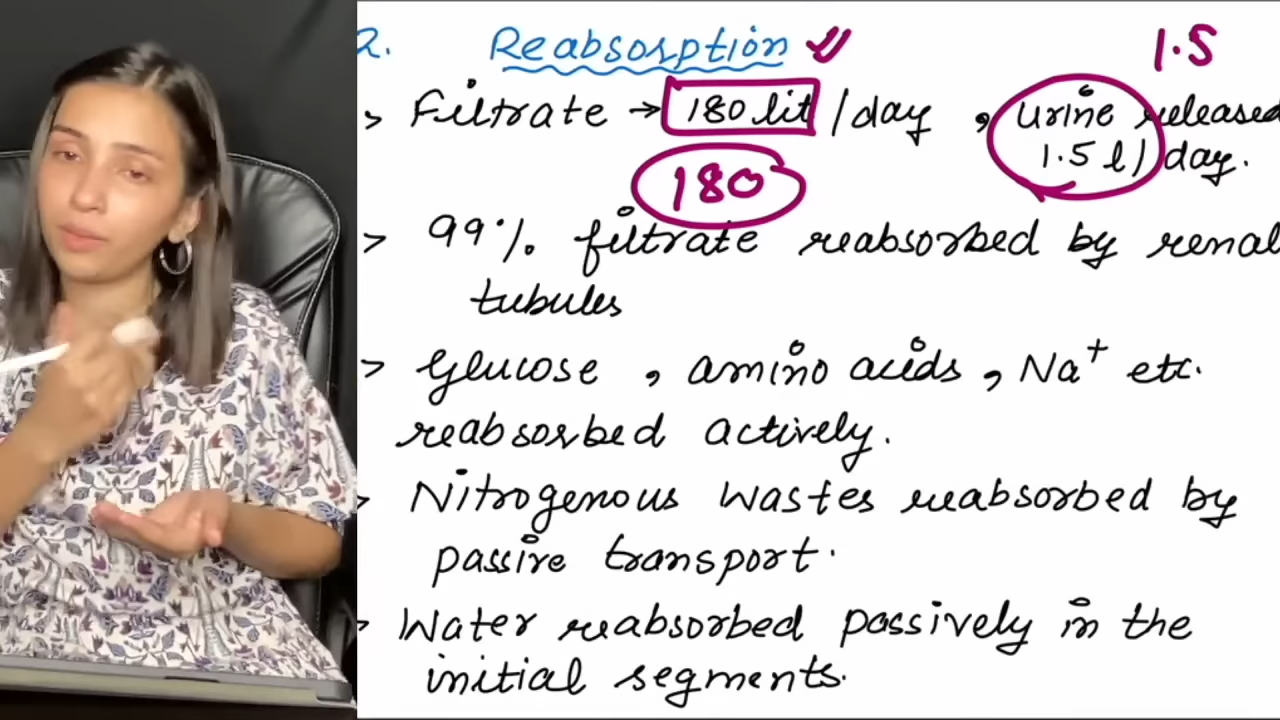 1.5
2. Reabsorption
> Filtrate → 180 lit /day , Urine released
1.5 l/day.
180
> 99% filtrate reabsorbed by renal
tubules
> Glucose , amino acids , Na⁺ etc.
reabsorbed actively.
> Nitrogenous wastes reabsorbed by
passive transport.
> Water reabsorbed passively in the
initial segments.